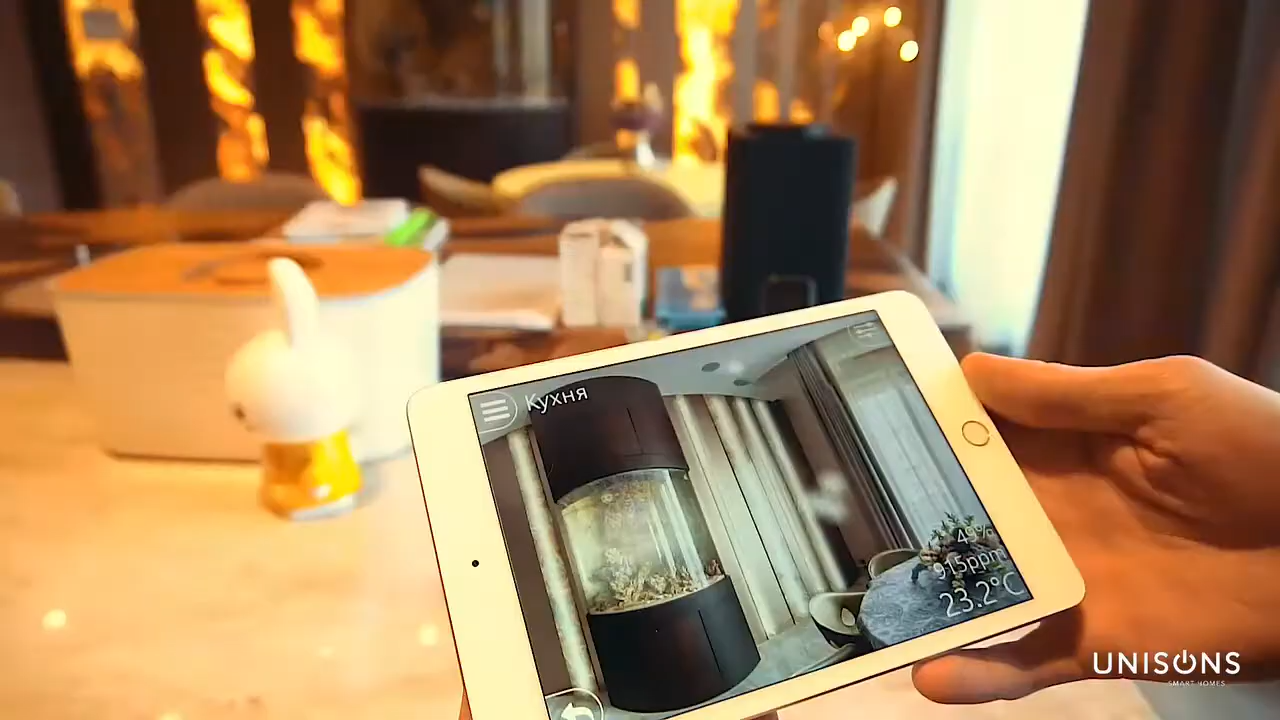 Кухня
49%
915ppm
23.2°C
UNISONS
SMART HOMES